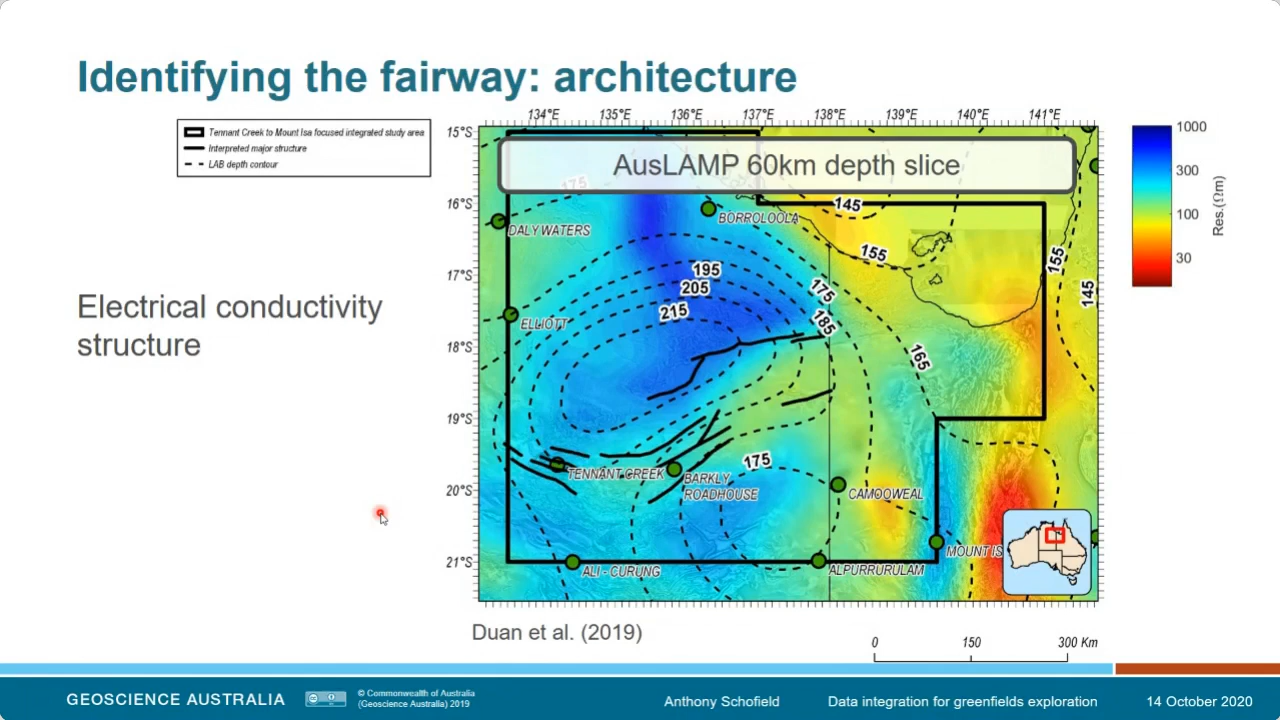 Identifying the fairway: architecture
Tennant Creek to Mount Isa focused integrated study area
Interpreted major structure
LAB depth contour
134°E 135°E 136°E 137°E 138°E 139°E 140°E 141°E
15°S
16°S
17°S
18°S
19°S
20°S
21°S
AusLAMP 60km depth slice
175
145
BORROLOOLA
DALY WATERS
155
155
195
205
175
145
215
185
ELLIOTT
165
175
TENNANT CREEK
BARKLY
ROADHOUSE
CAMOOWEAL
MOUNT IS
ALI - CURUNG
ALPURRURULAM
1000
300
100
30
Res.(Ωm)
Electrical conductivity
structure
Duan et al. (2019)
0 150 300 Km
GEOSCIENCE AUSTRALIA
© Commonwealth of Australia
(Geoscience Australia) 2019
Anthony Schofield
Data integration for greenfields exploration
14 October 2020